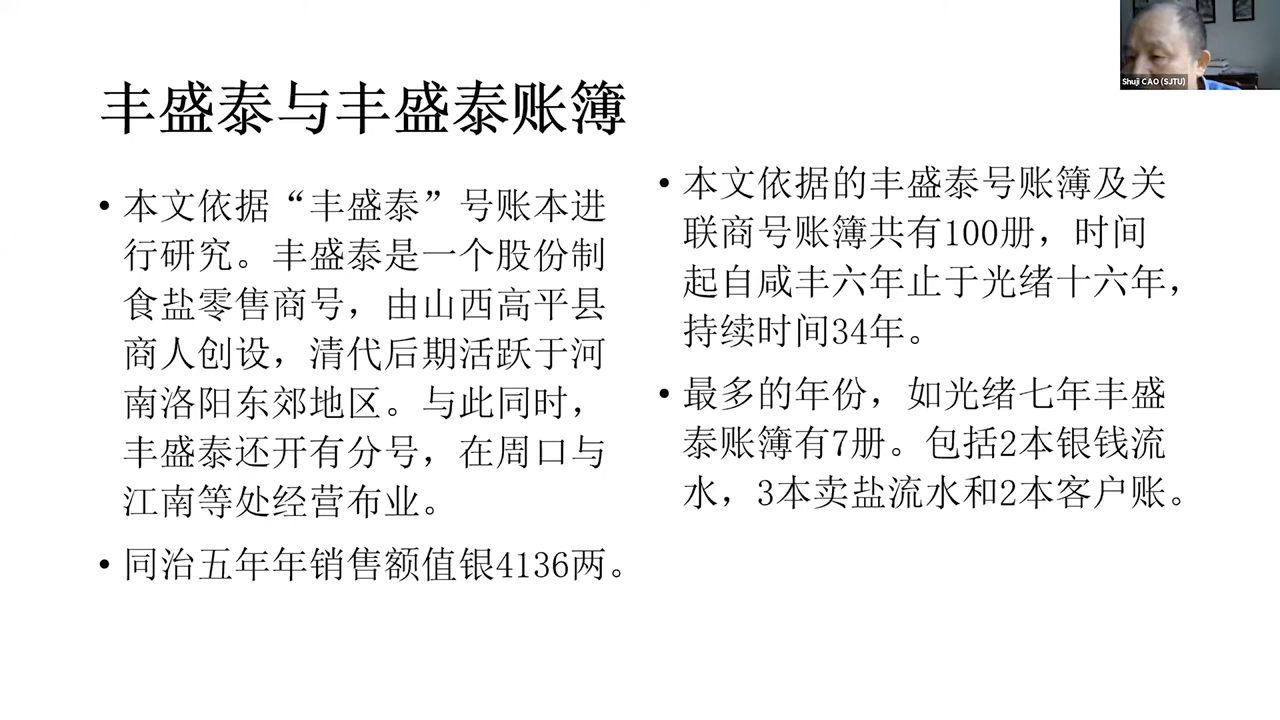 丰盛泰与丰盛泰账簿
• 本文依据“丰盛泰”号账本进
行研究。丰盛泰是一个股份制
食盐零售商号，由山西高平县
商人创设，清代后期活跃于河
南洛阳东郊地区。与此同时，
丰盛泰还开有分号，在周口与
江南等处经营布业。
• 同治五年年销售额值银4136两。
• 本文依据的丰盛泰号账簿及关
联商号账簿共有100册，时间
起自咸丰六年止于光绪十六年，
持续时间34年。
• 最多的年份，如光绪七年丰盛
泰账簿有7册。包括2本银钱流
水，3本卖盐流水和2本客户账。
Shuji CAO (SJTU)